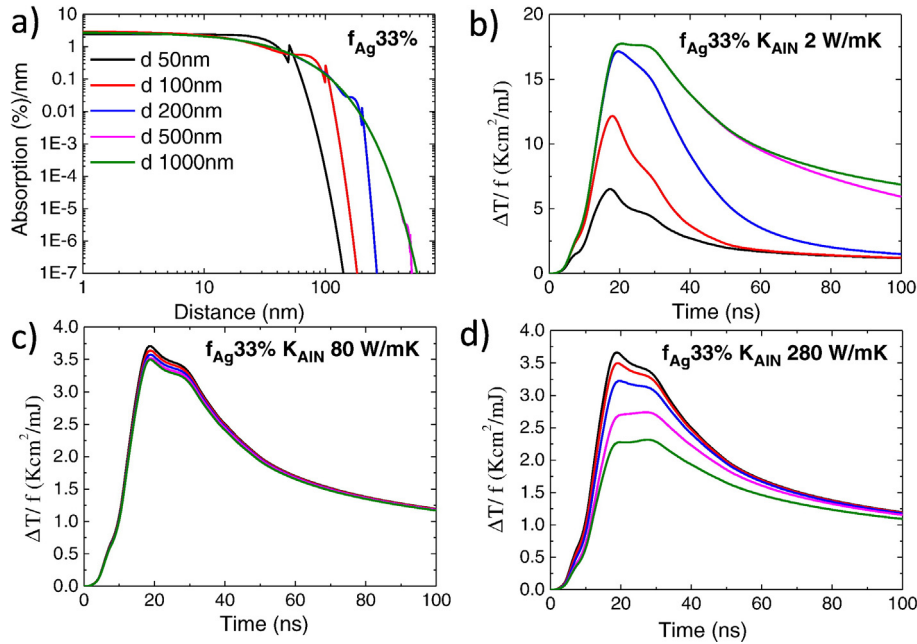 a)
f_Ag33%
Absorption (%)/nm
10
1
0.1
0.01
1E-3
1E-4
1E-5
1E-6
1E-7
d 50nm
d 100nm
d 200nm
d 500nm
d 1000nm
1 10 100
Distance (nm)
b)
f_Ag33% K_AlN 2 W/mK
ΔT/ f (Kcm²/mJ)
20
15
10
5
0
0 20 40 60 80 100
Time (ns)
c)
f_Ag33% K_AlN 80 W/mK
ΔT/ f (Kcm²/mJ)
4.0
3.5
3.0
2.5
2.0
1.5
1.0
0.5
0.0
0 20 40 60 80 100
Time (ns)
d)
f_Ag33% K_AlN 280 W/mK
ΔT/ f (Kcm²/mJ)
4.0
3.5
3.0
2.5
2.0
1.5
1.0
0.5
0.0
0 20 40 60 80 100
Time (ns)